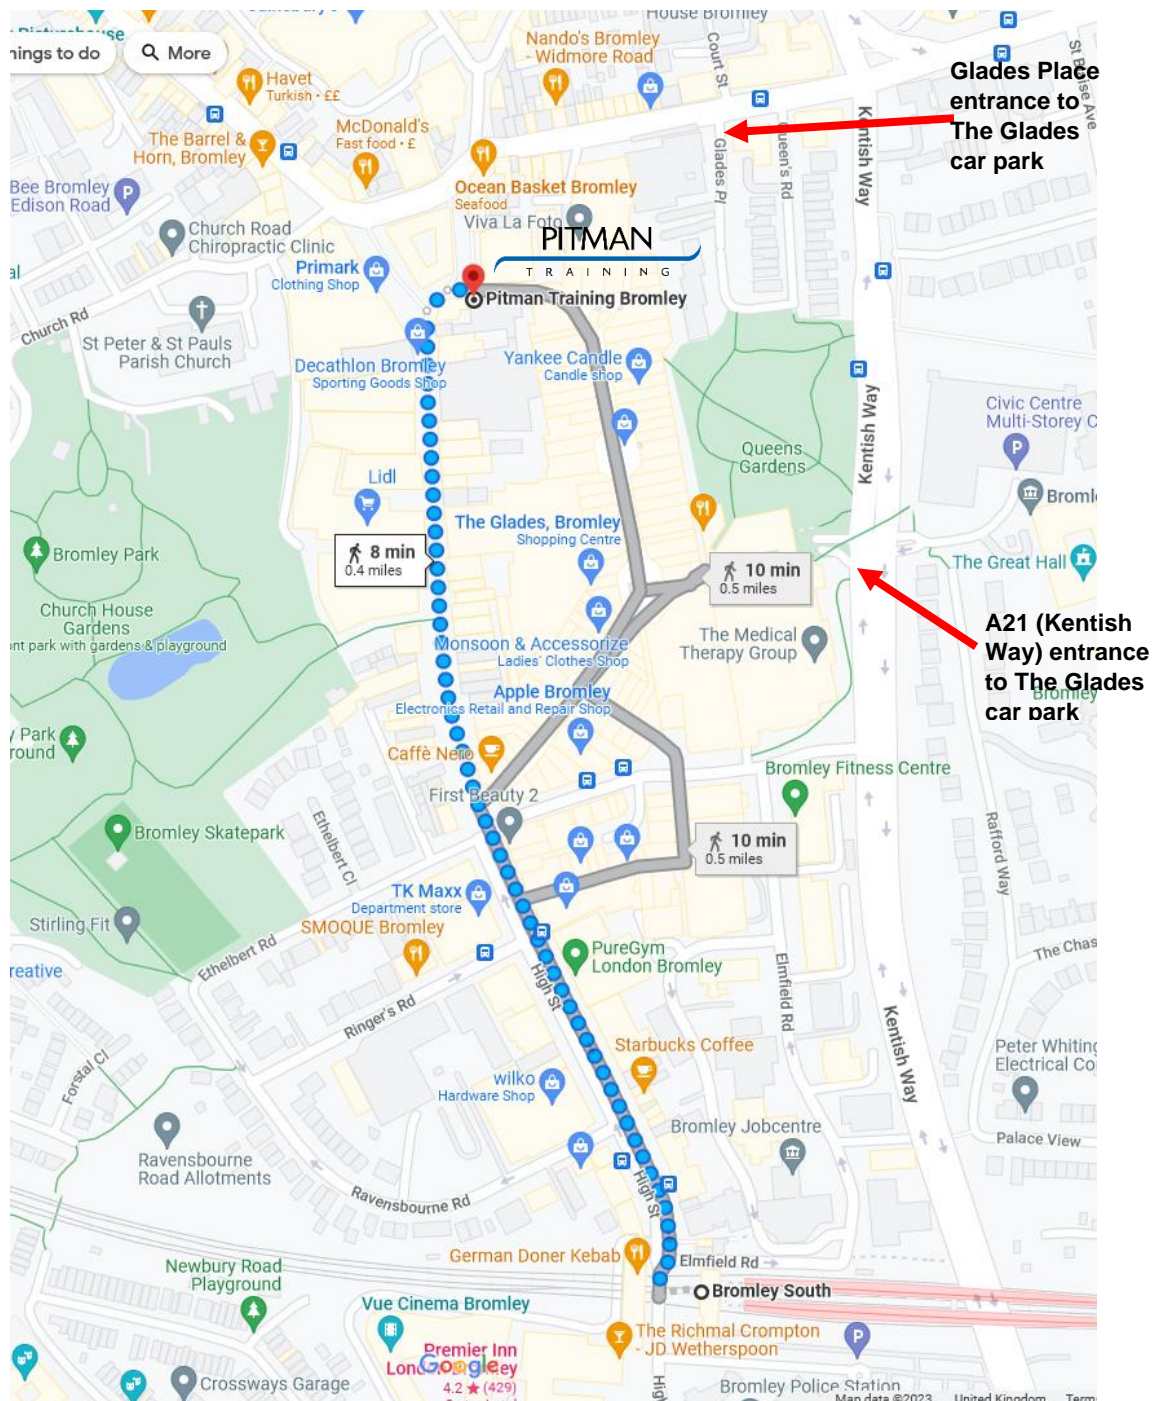 House Bromley
Nando's Bromley
- Widmore Road
Court St
St Blaise Ave
More
Havet
Turkish • ££
Glades Place
entrance to
The Glades
car park
The Barrel &
Horn, Bromley
McDonald's
Fast food • £
Kentish Way
Glades Pl
Queen's Rd
Bee Bromley
Edison Road
Ocean Basket Bromley
Seafood
Viva La Foto
Church Road
Chiropractic Clinic
PITMAN
TRAINING
Primark
Clothing Shop
Pitman Training Bromley
Church Rd
St Peter & St Pauls
Parish Church
Decathlon Bromley
Sporting Goods Shop
Yankee Candle
Candle shop
Kentish Way
Civic Centre
Multi-Storey C
Queens
Gardens
Lidl
The Glades, Bromley
Shopping Centre
Bromley Park
8 min
0.4 miles
10 min
0.5 miles
The Great Hall
Church House
Gardens
ont park with gardens & playground
Monsoon & Accessorize
Ladies' Clothes Shop
The Medical
Therapy Group
A21 (Kentish
Way) entrance
to The Glades
car park
Bromley
Apple Bromley
Electronics Retail and Repair Shop
Caffè Nero
Bromley Fitness Centre
First Beauty 2
Bromley Skatepark
Ethelbert Cl
10 min
0.5 miles
Rafford Way
TK Maxx
Department store
Stirling Fit
SMOQUE Bromley
Ethelbert Rd
PureGym
London Bromley
The Chas
Ringer's Rd
High St
Elmfield Rd
Kentish Way
Starbucks Coffee
Peter Whiting
Electrical Co
Forstal Cl
wilko
Hardware Shop
Bromley Jobcentre
Palace View
Ravensbourne
Road Allotments
Ravensbourne Rd
High St
German Doner Kebab
Elmfield Rd
Newbury Road
Playground
Bromley South
Vue Cinema Bromley
The Richmal Crompton
- JD Wetherspoon
Premier Inn
Google
4.2 ★ (429)
Crossways Garage
Bromley Police Station
Map data ©2023 United Kingdom